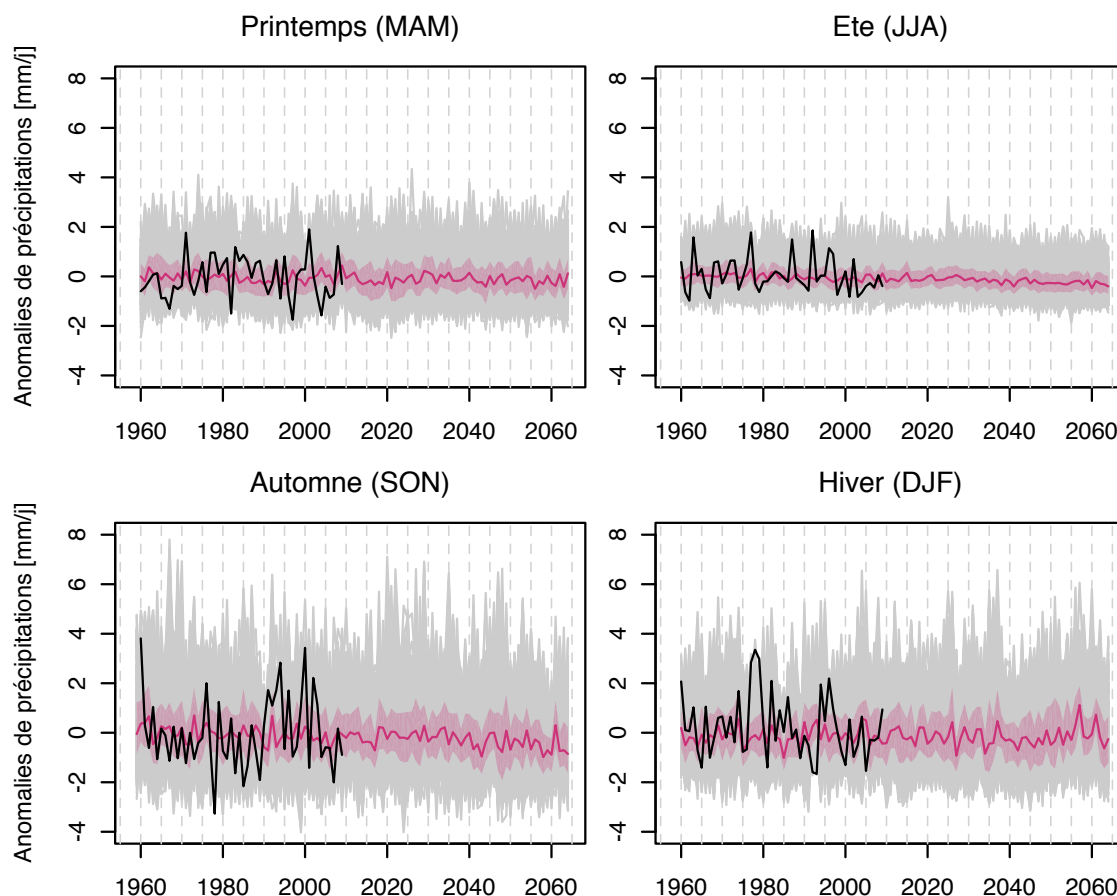 Printemps (MAM)
Anomalies de précipitations [mm/j]
8
6
4
2
0
-2
-4
1960 1980 2000 2020 2040 2060
Ete (JJA)
8
6
4
2
0
-2
-4
1960 1980 2000 2020 2040 2060
Automne (SON)
Anomalies de précipitations [mm/j]
8
6
4
2
0
-2
-4
1960 1980 2000 2020 2040 2060
Hiver (DJF)
8
6
4
2
0
-2
-4
1960 1980 2000 2020 2040 2060